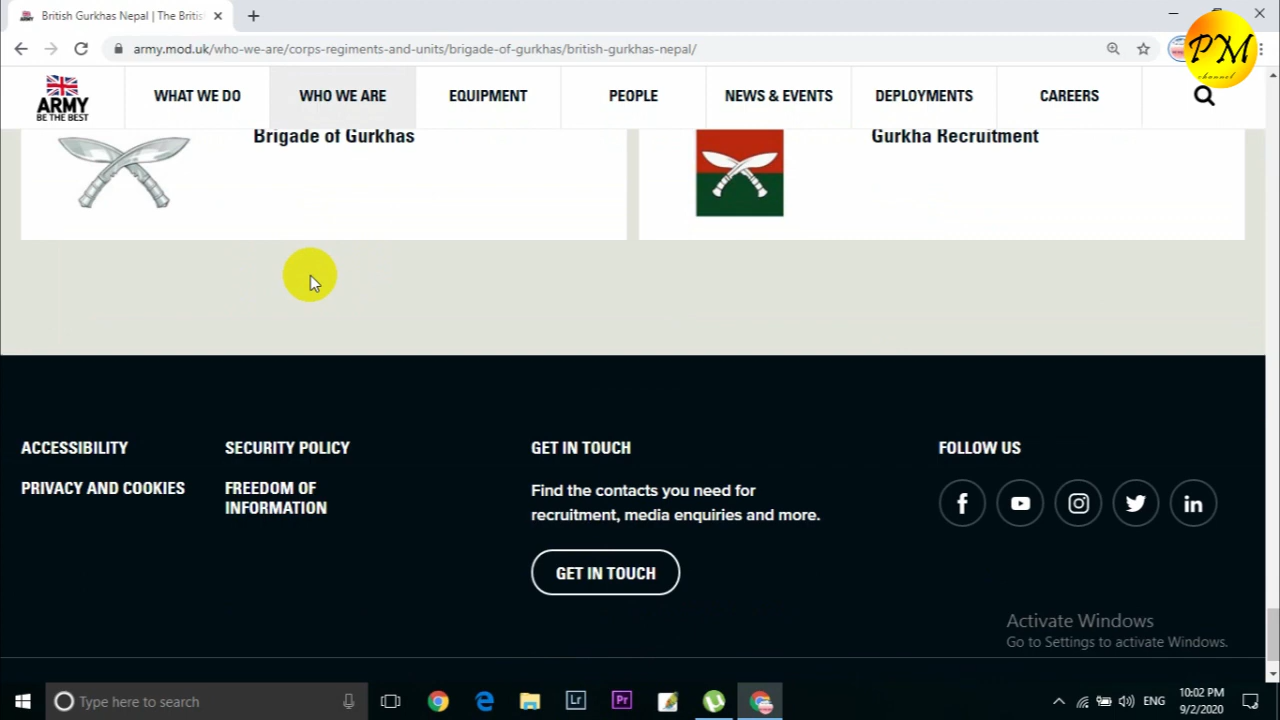 British Gurkhas Nepal | The Britis
army.mod.uk/who-we-are/corps-regiments-and-units/brigade-of-gurkhas/british-gurkhas-nepal/
PM
channel
ARMY
BE THE BEST
WHAT WE DO
WHO WE ARE
EQUIPMENT
PEOPLE
NEWS & EVENTS
DEPLOYMENTS
CAREERS
Brigade of Gurkhas
Gurkha Recruitment
ACCESSIBILITY
SECURITY POLICY
PRIVACY AND COOKIES
FREEDOM OF
INFORMATION
GET IN TOUCH
Find the contacts you need for
recruitment, media enquiries and more.
GET IN TOUCH
FOLLOW US
Activate Windows
Go to Settings to activate Windows.
Type here to search
Lr
Pr
ENG
10:02 PM
9/2/2020